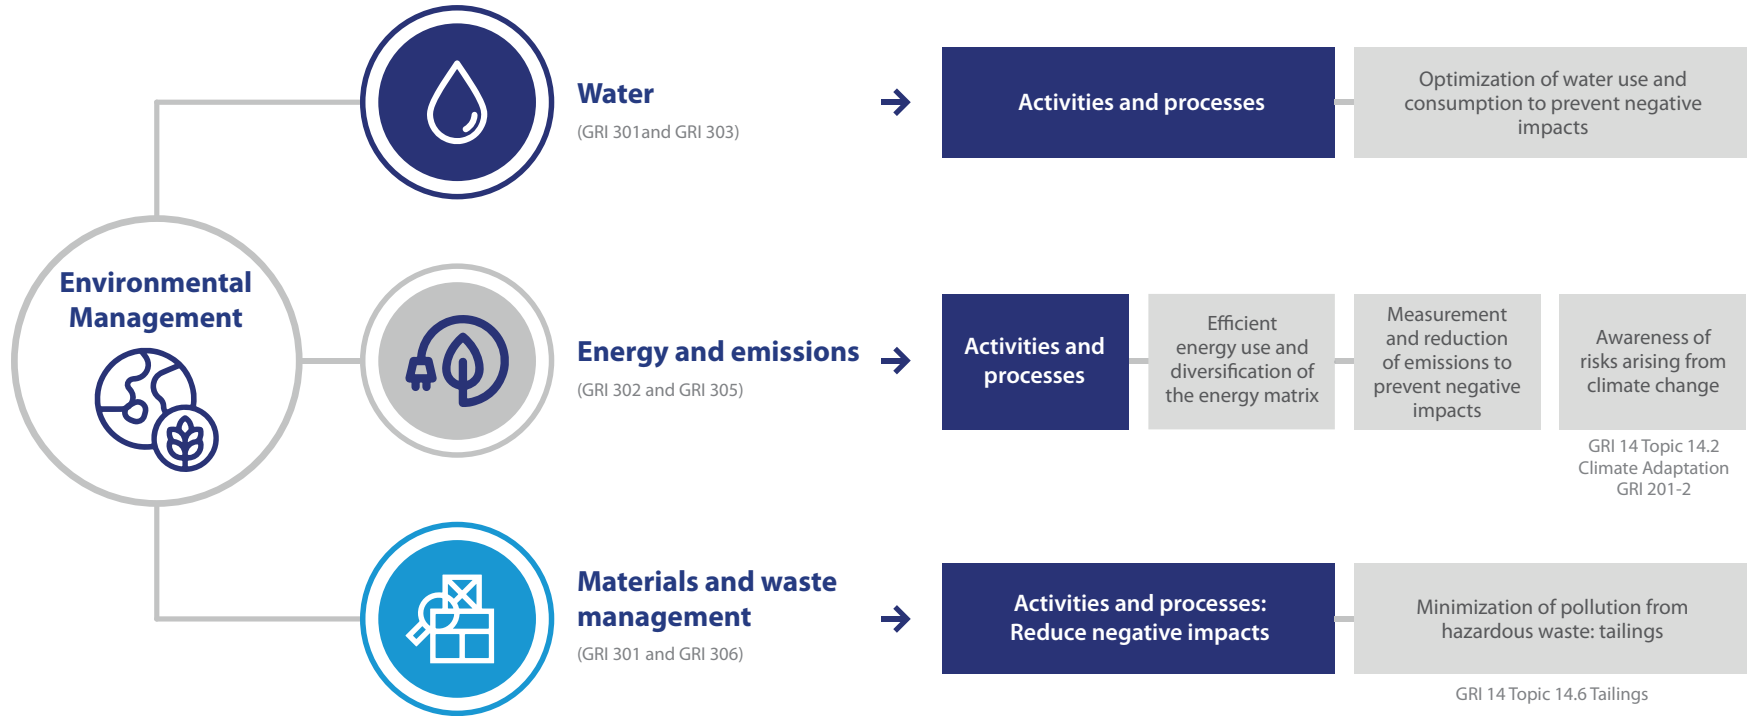 Environmental
Management
Water
(GRI 301and GRI 303)
Activities and processes
Optimization of water use and
consumption to prevent negative
impacts
Energy and emissions
(GRI 302 and GRI 305)
Activities and
processes
Efficient
energy use and
diversification of
the energy matrix
Measurement
and reduction
of emissions to
prevent negative
impacts
Awareness of
risks arising from
climate change
GRI 14 Topic 14.2
Climate Adaptation
GRI 201-2
Materials and waste
management
(GRI 301 and GRI 306)
Activities and processes:
Reduce negative impacts
Minimization of pollution from
hazardous waste: tailings
GRI 14 Topic 14.6 Tailings